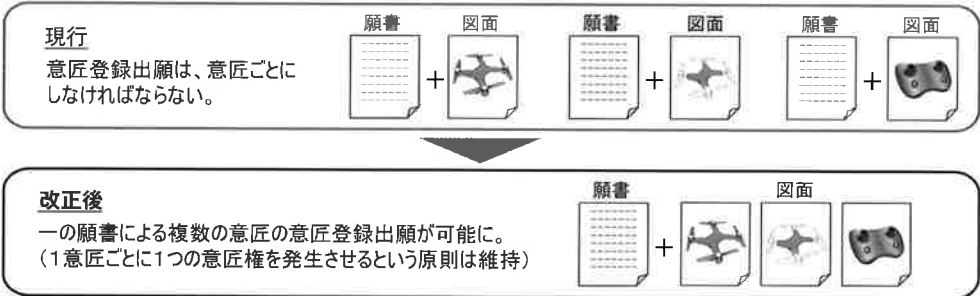 現行
意匠登録出願は、意匠ごとに
しなければならない。
願書 図面 願書 図面 願書 図面
+ + +
改正後
一の願書による複数の意匠の意匠登録出願が可能に。
(1意匠ごとに1つの意匠権を発生させるという原則は維持)
願書 図面
+